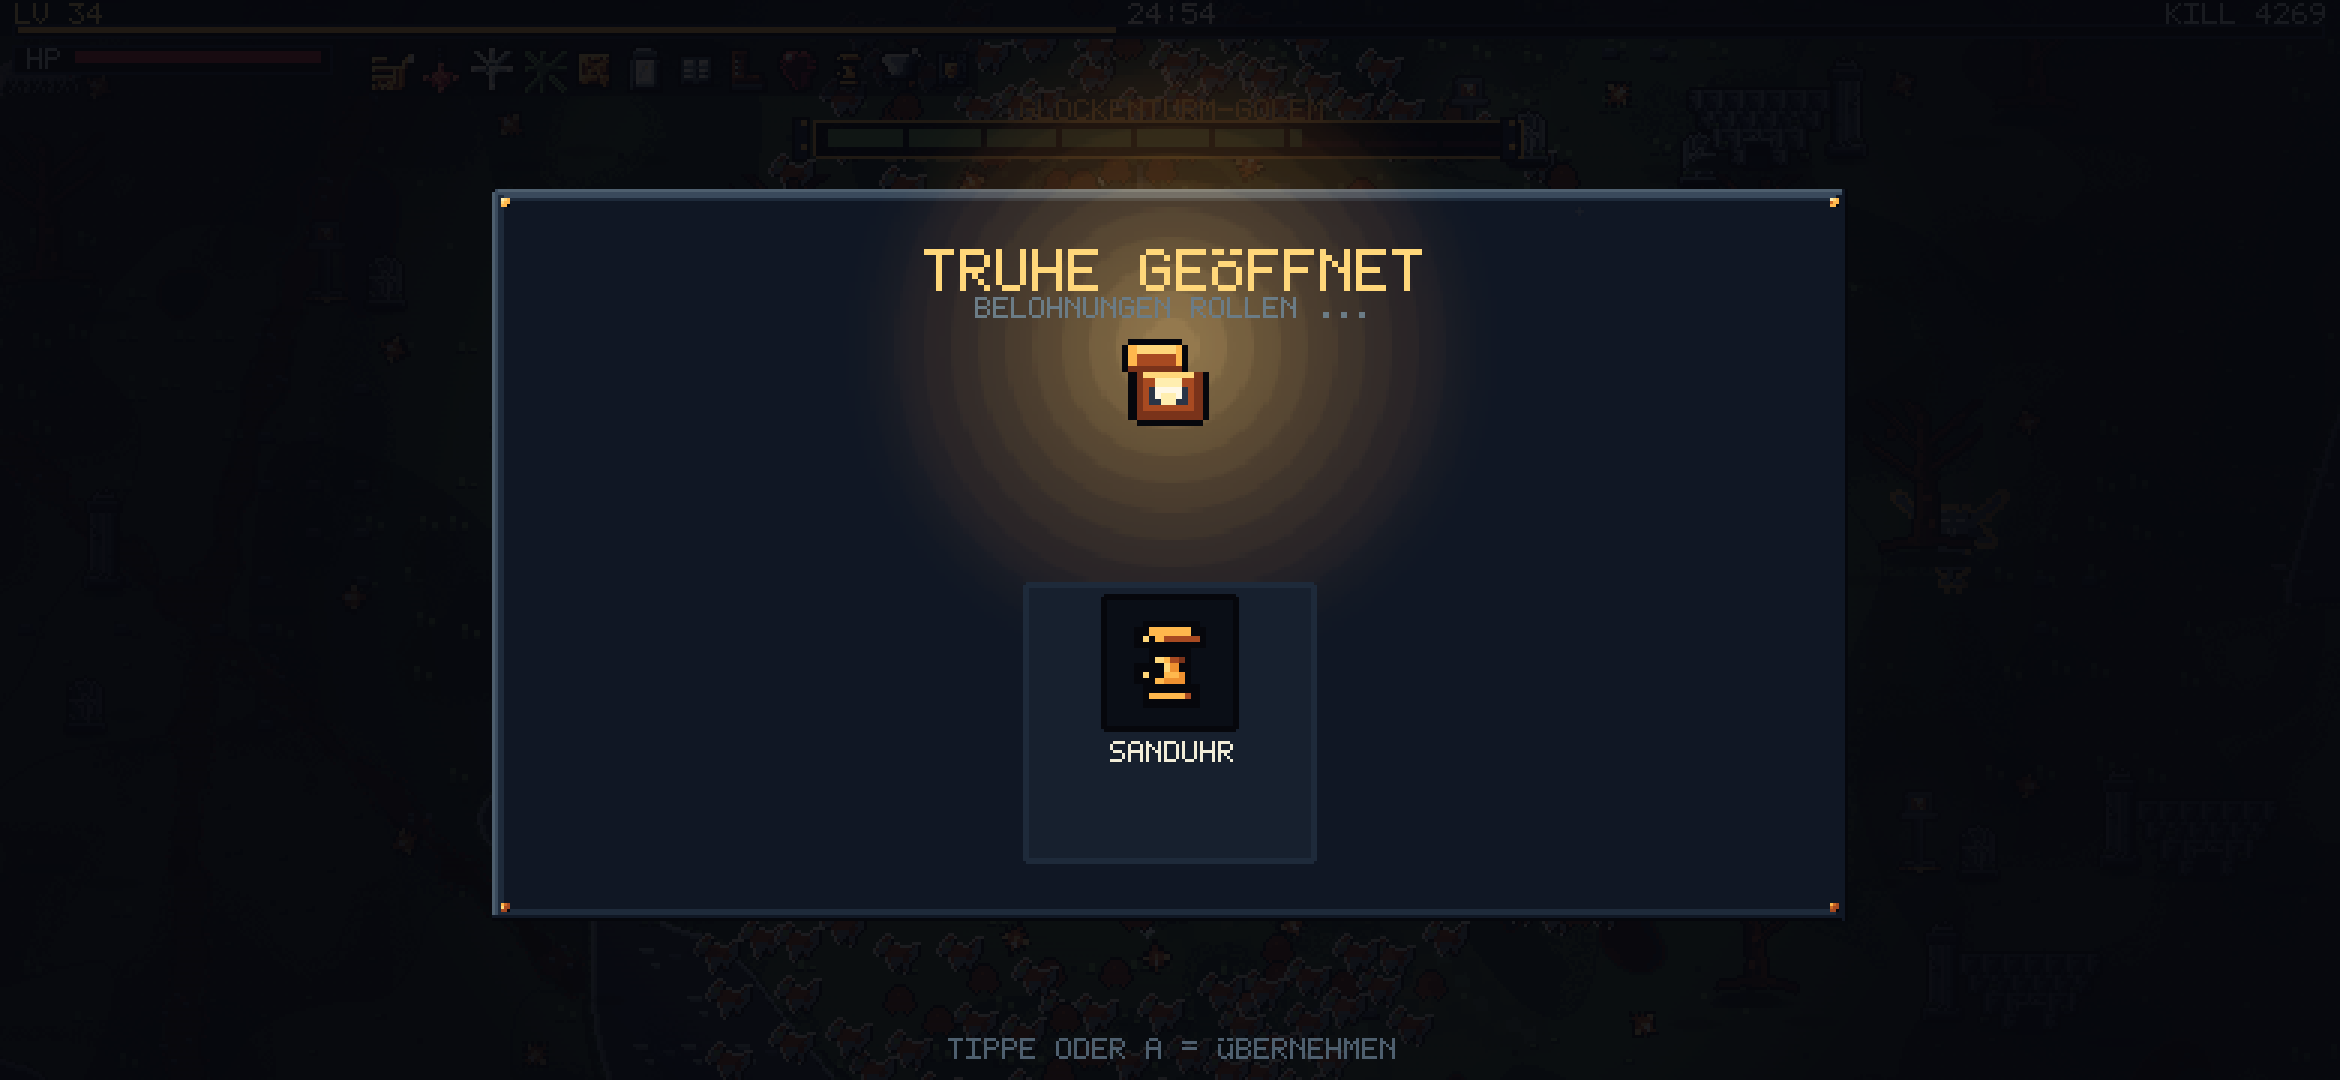 LV 34
24:54
KILL 4269
HP
GLOCKENTURM-GOLEM
TRUHE GEÖFFNET
BELOHNUNGEN ROLLEN ...
SANDUHR
TIPPE ODER A = ÜBERNEHMEN